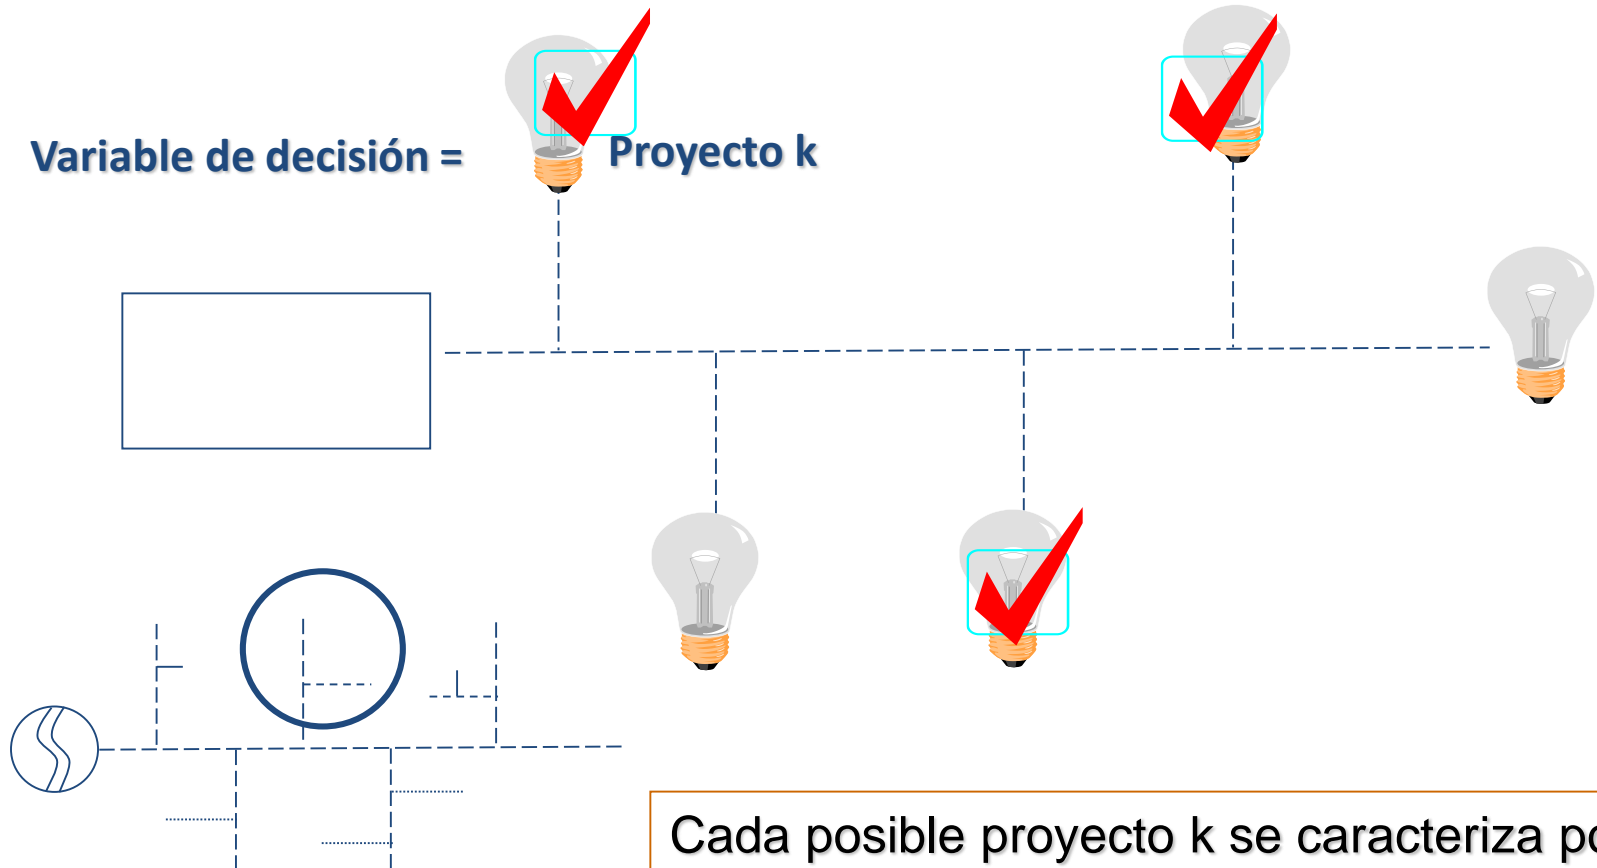 Variable de decisión =
Proyecto k
Cada posible proyecto k se caracteriza